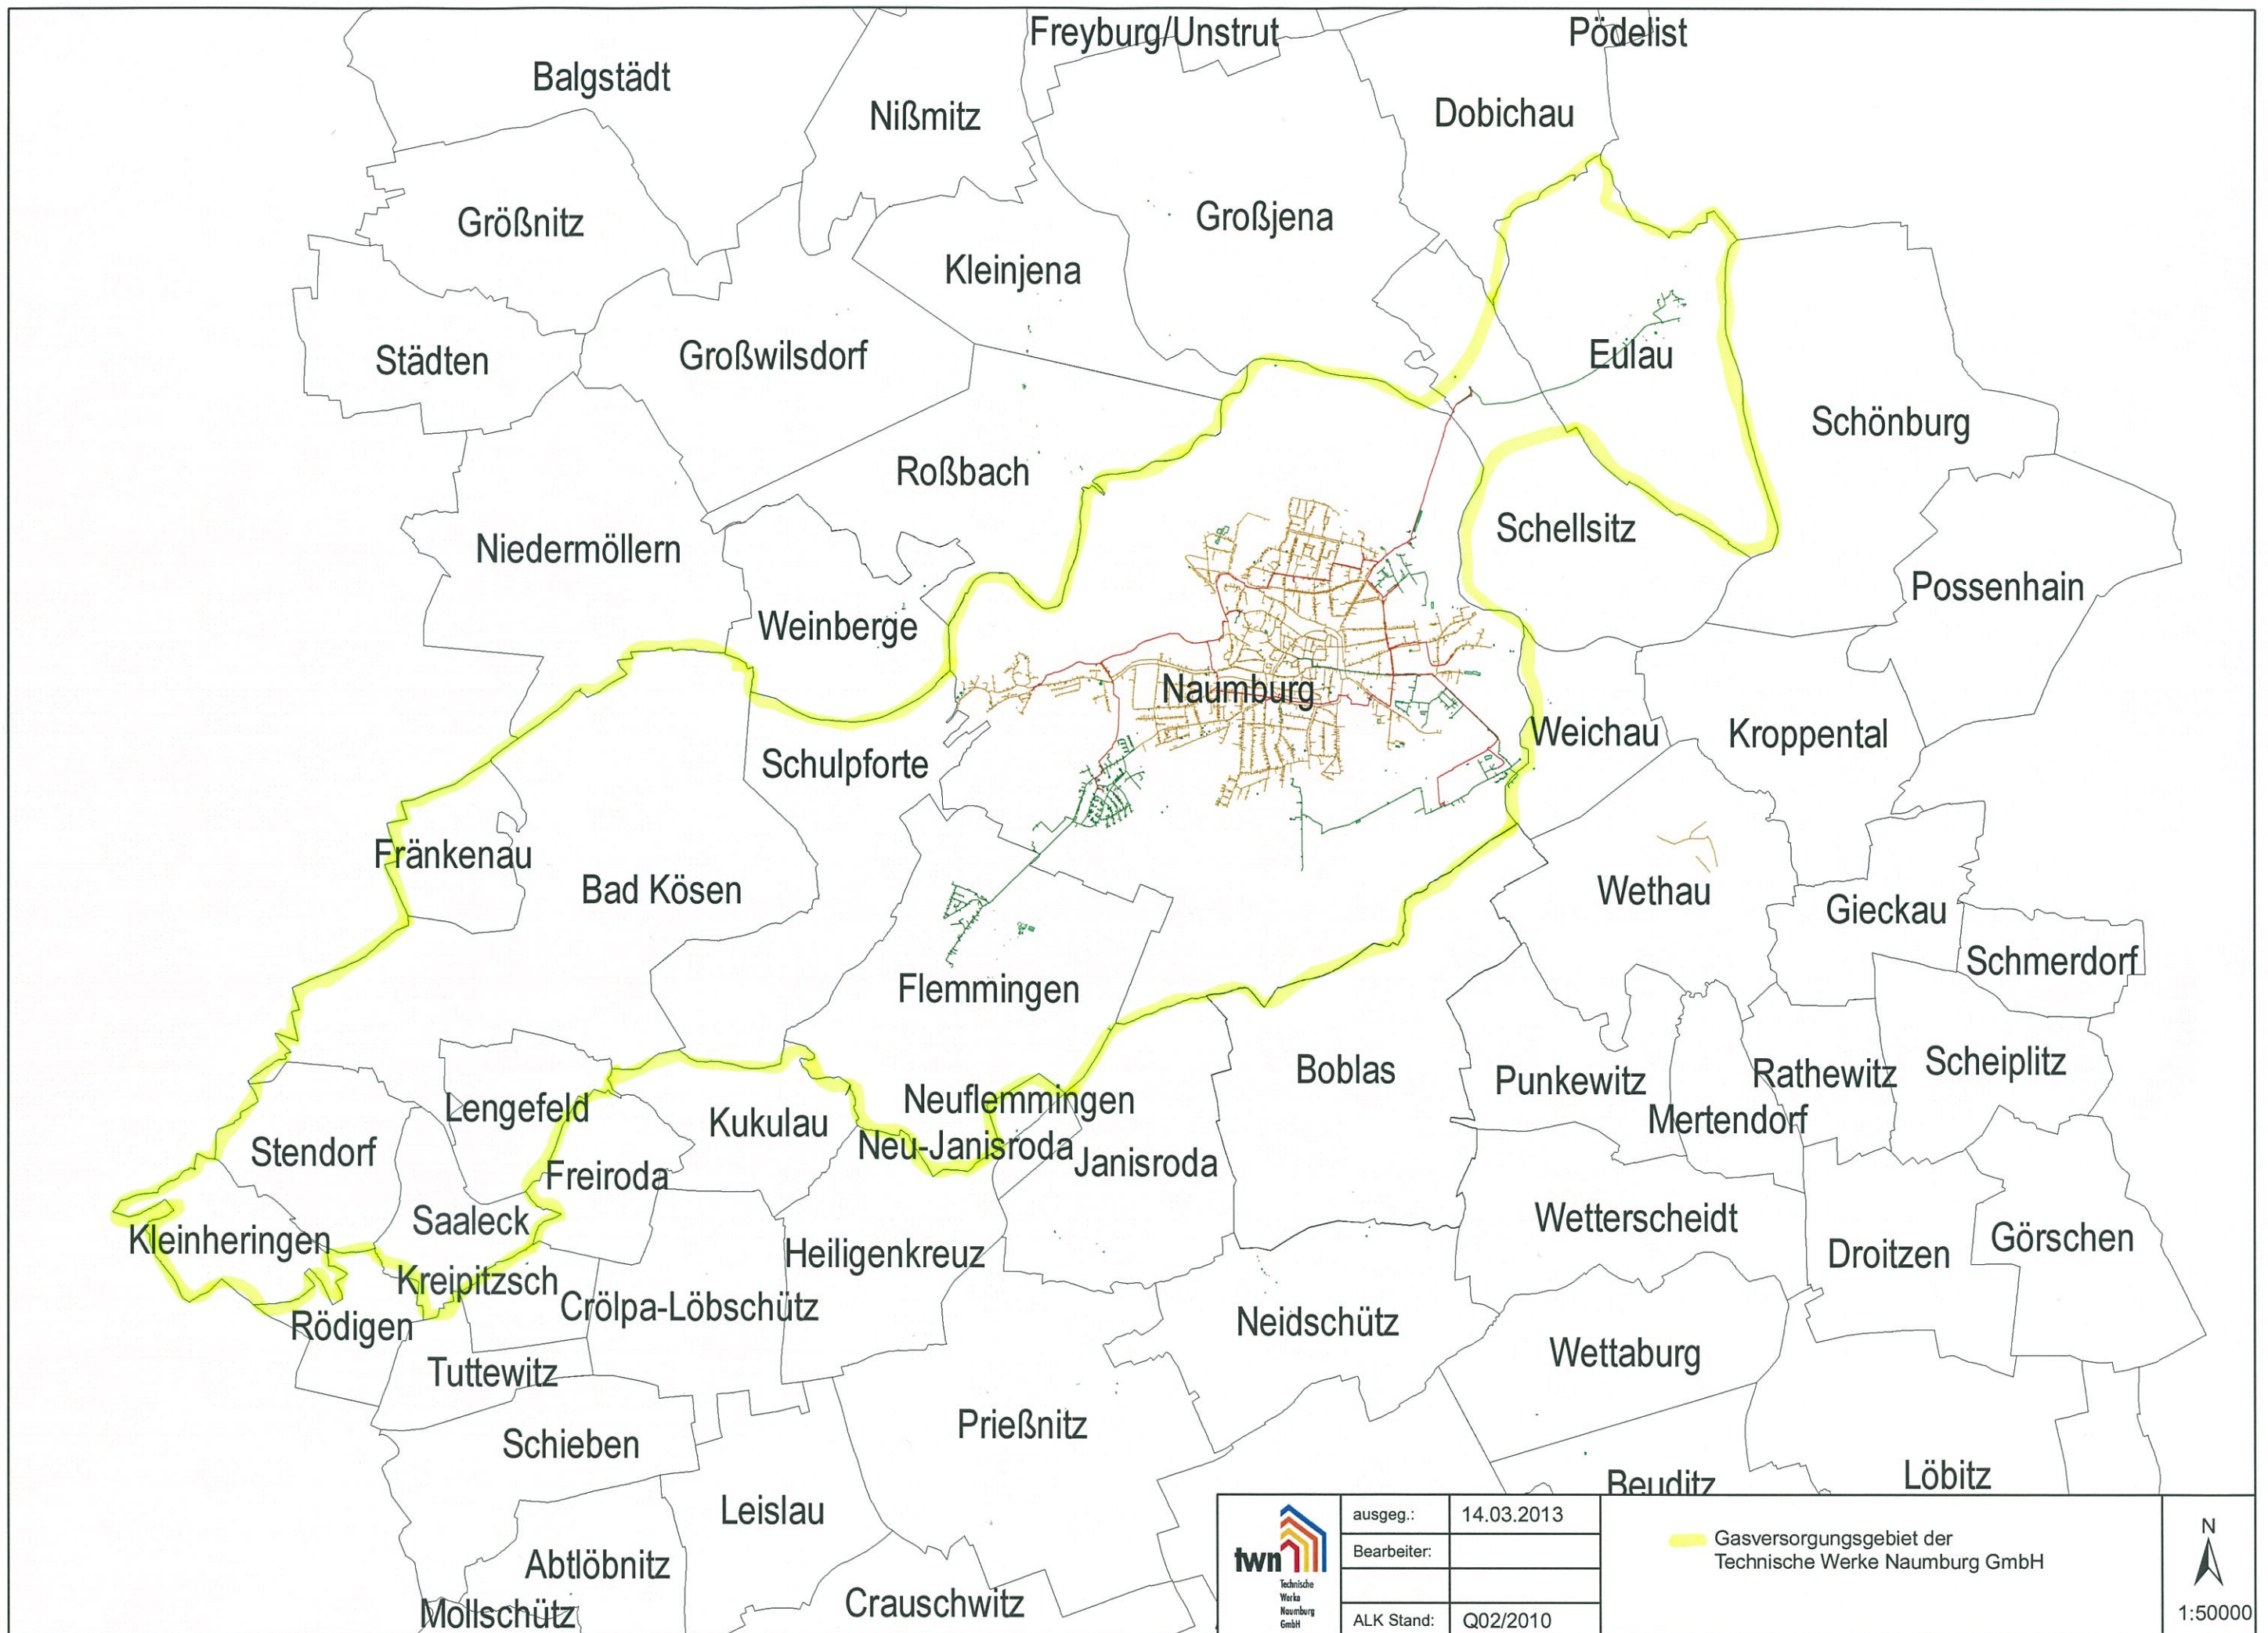 Freyburg/Unstrut
Pödelist
Balgstädt
Nißmitz
Dobichau
Größnitz
Großjena
Kleinjena
Städten
Großwilsdorf
Eulau
Schönburg
Roßbach
Niedermöllern
Schellsitz
Possenhain
Weinberge
Naumburg
Weichau
Kroppental
Schulpforte
Fränkenau
Bad Kösen
Wethau
Gieckau
Schmerdorf
Flemmingen
Boblas
Punkewitz
Rathewitz
Scheiplitz
Mertendorf
Lengefeld
Kukulau
Neuflemmingen
Neu-Janisroda
Janisroda
Stendorf
Freiroda
Saaleck
Wetterscheidt
Kleinheringen
Heiligenkreuz
Droitzen
Görschen
Kreipitzsch
Crölpa-Löbschütz
Rödigen
Neidschütz
Wettaburg
Tuttewitz
Prießnitz
Schieben
Beuditz
Löbitz
Leislau
Abtlöbnitz
Crauschwitz
Mollschütz
twn
Technische
Werke
Naumburg
GmbH
ausgeg.: 14.03.2013
Bearbeiter:
ALK Stand: Q02/2010
Gasversorgungsgebiet der
Technische Werke Naumburg GmbH
N
1:50000